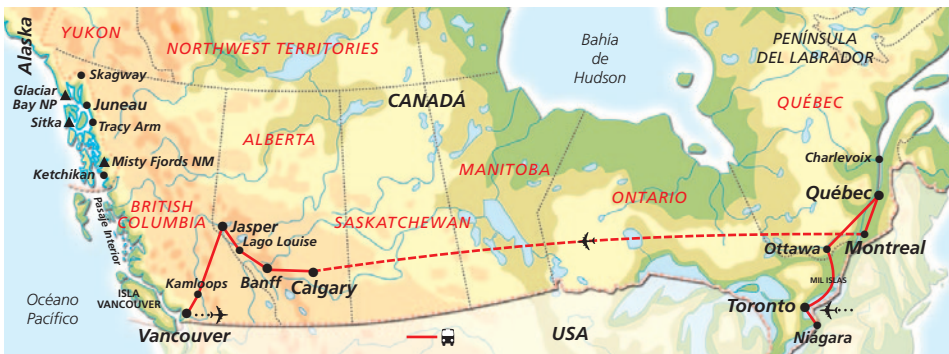 YUKON
NORTHWEST TERRITORIES
Alaska
Skagway
Glaciar
Bay NP
Juneau
Sitka
Tracy Arm
Misty Fjords NM
Ketchikan
Pasaje Interior
BRITISH
COLUMBIA
ALBERTA
CANADÁ
SASKATCHEWAN
MANITOBA
ONTARIO
Bahía
de
Hudson
PENÍNSULA
DEL LABRADOR
QUÉBEC
Charlevoix
Québec
Montreal
Ottawa
MIL ISLAS
Toronto
Niágara
Jasper
Lago Louise
Banff
Calgary
Kamloops
ISLA
VANCOUVER
Vancouver
Océano
Pacífico
USA